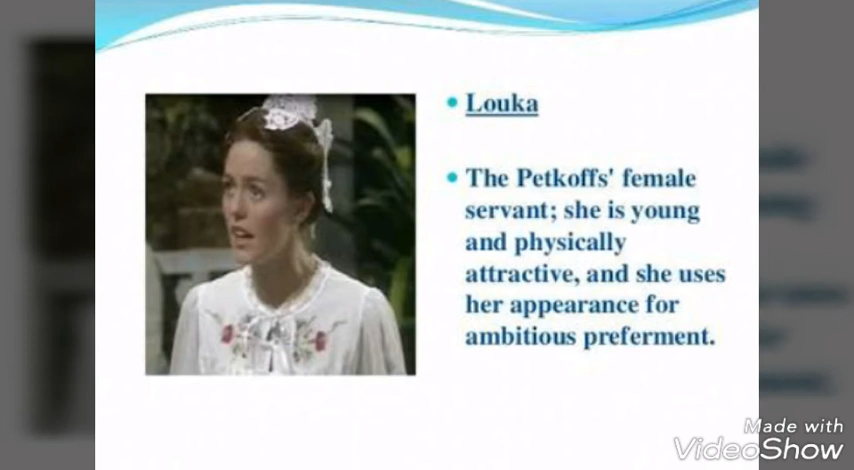 Louka
The Petkoffs' female
servant; she is young
and physically
attractive, and she uses
her appearance for
ambitious preferment.
Made with
VideoShow